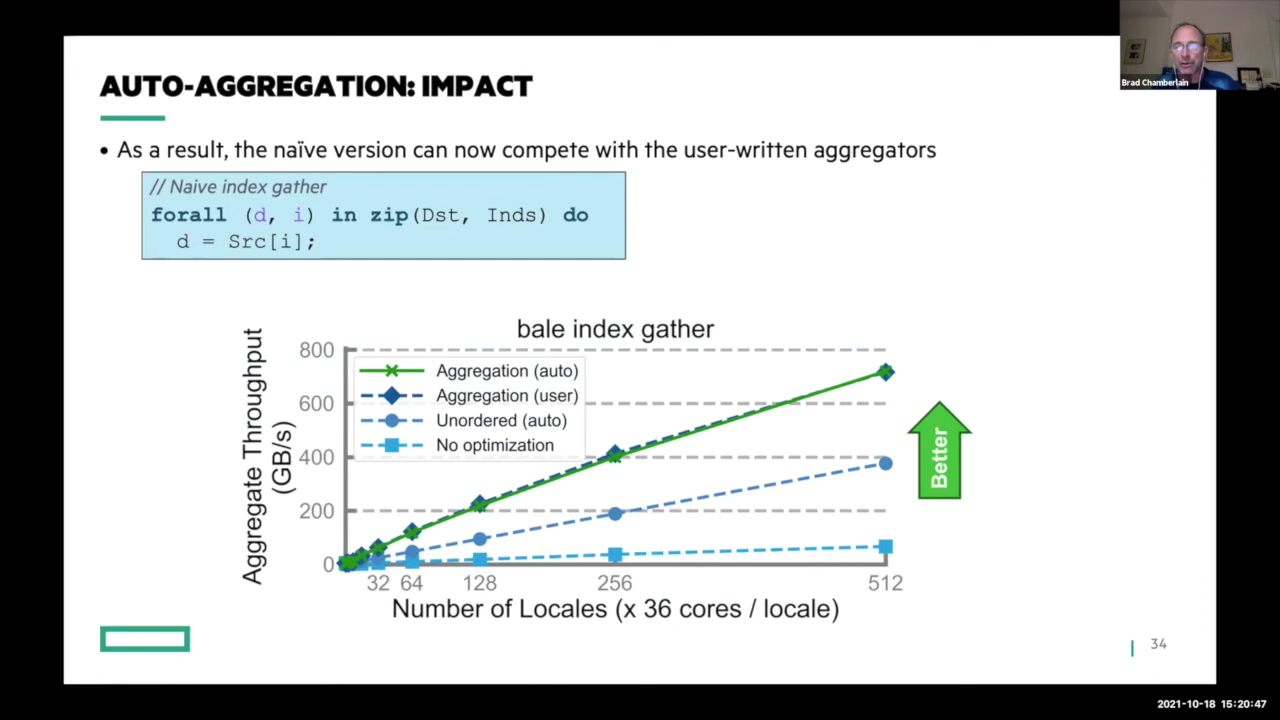 Brad Chamberlain
AUTO-AGGREGATION: IMPACT
• As a result, the naïve version can now compete with the user-written aggregators
// Naive index gather
forall (d, i) in zip(Dst, Inds) do
d = Src[i];
bale index gather
Aggregate Throughput
(GB/s)
800
600
400
200
0
Aggregation (auto)
Aggregation (user)
Unordered (auto)
No optimization
Better
32 64 128 256 512
Number of Locales (x 36 cores / locale)
34
2021-10-18 15:20:47